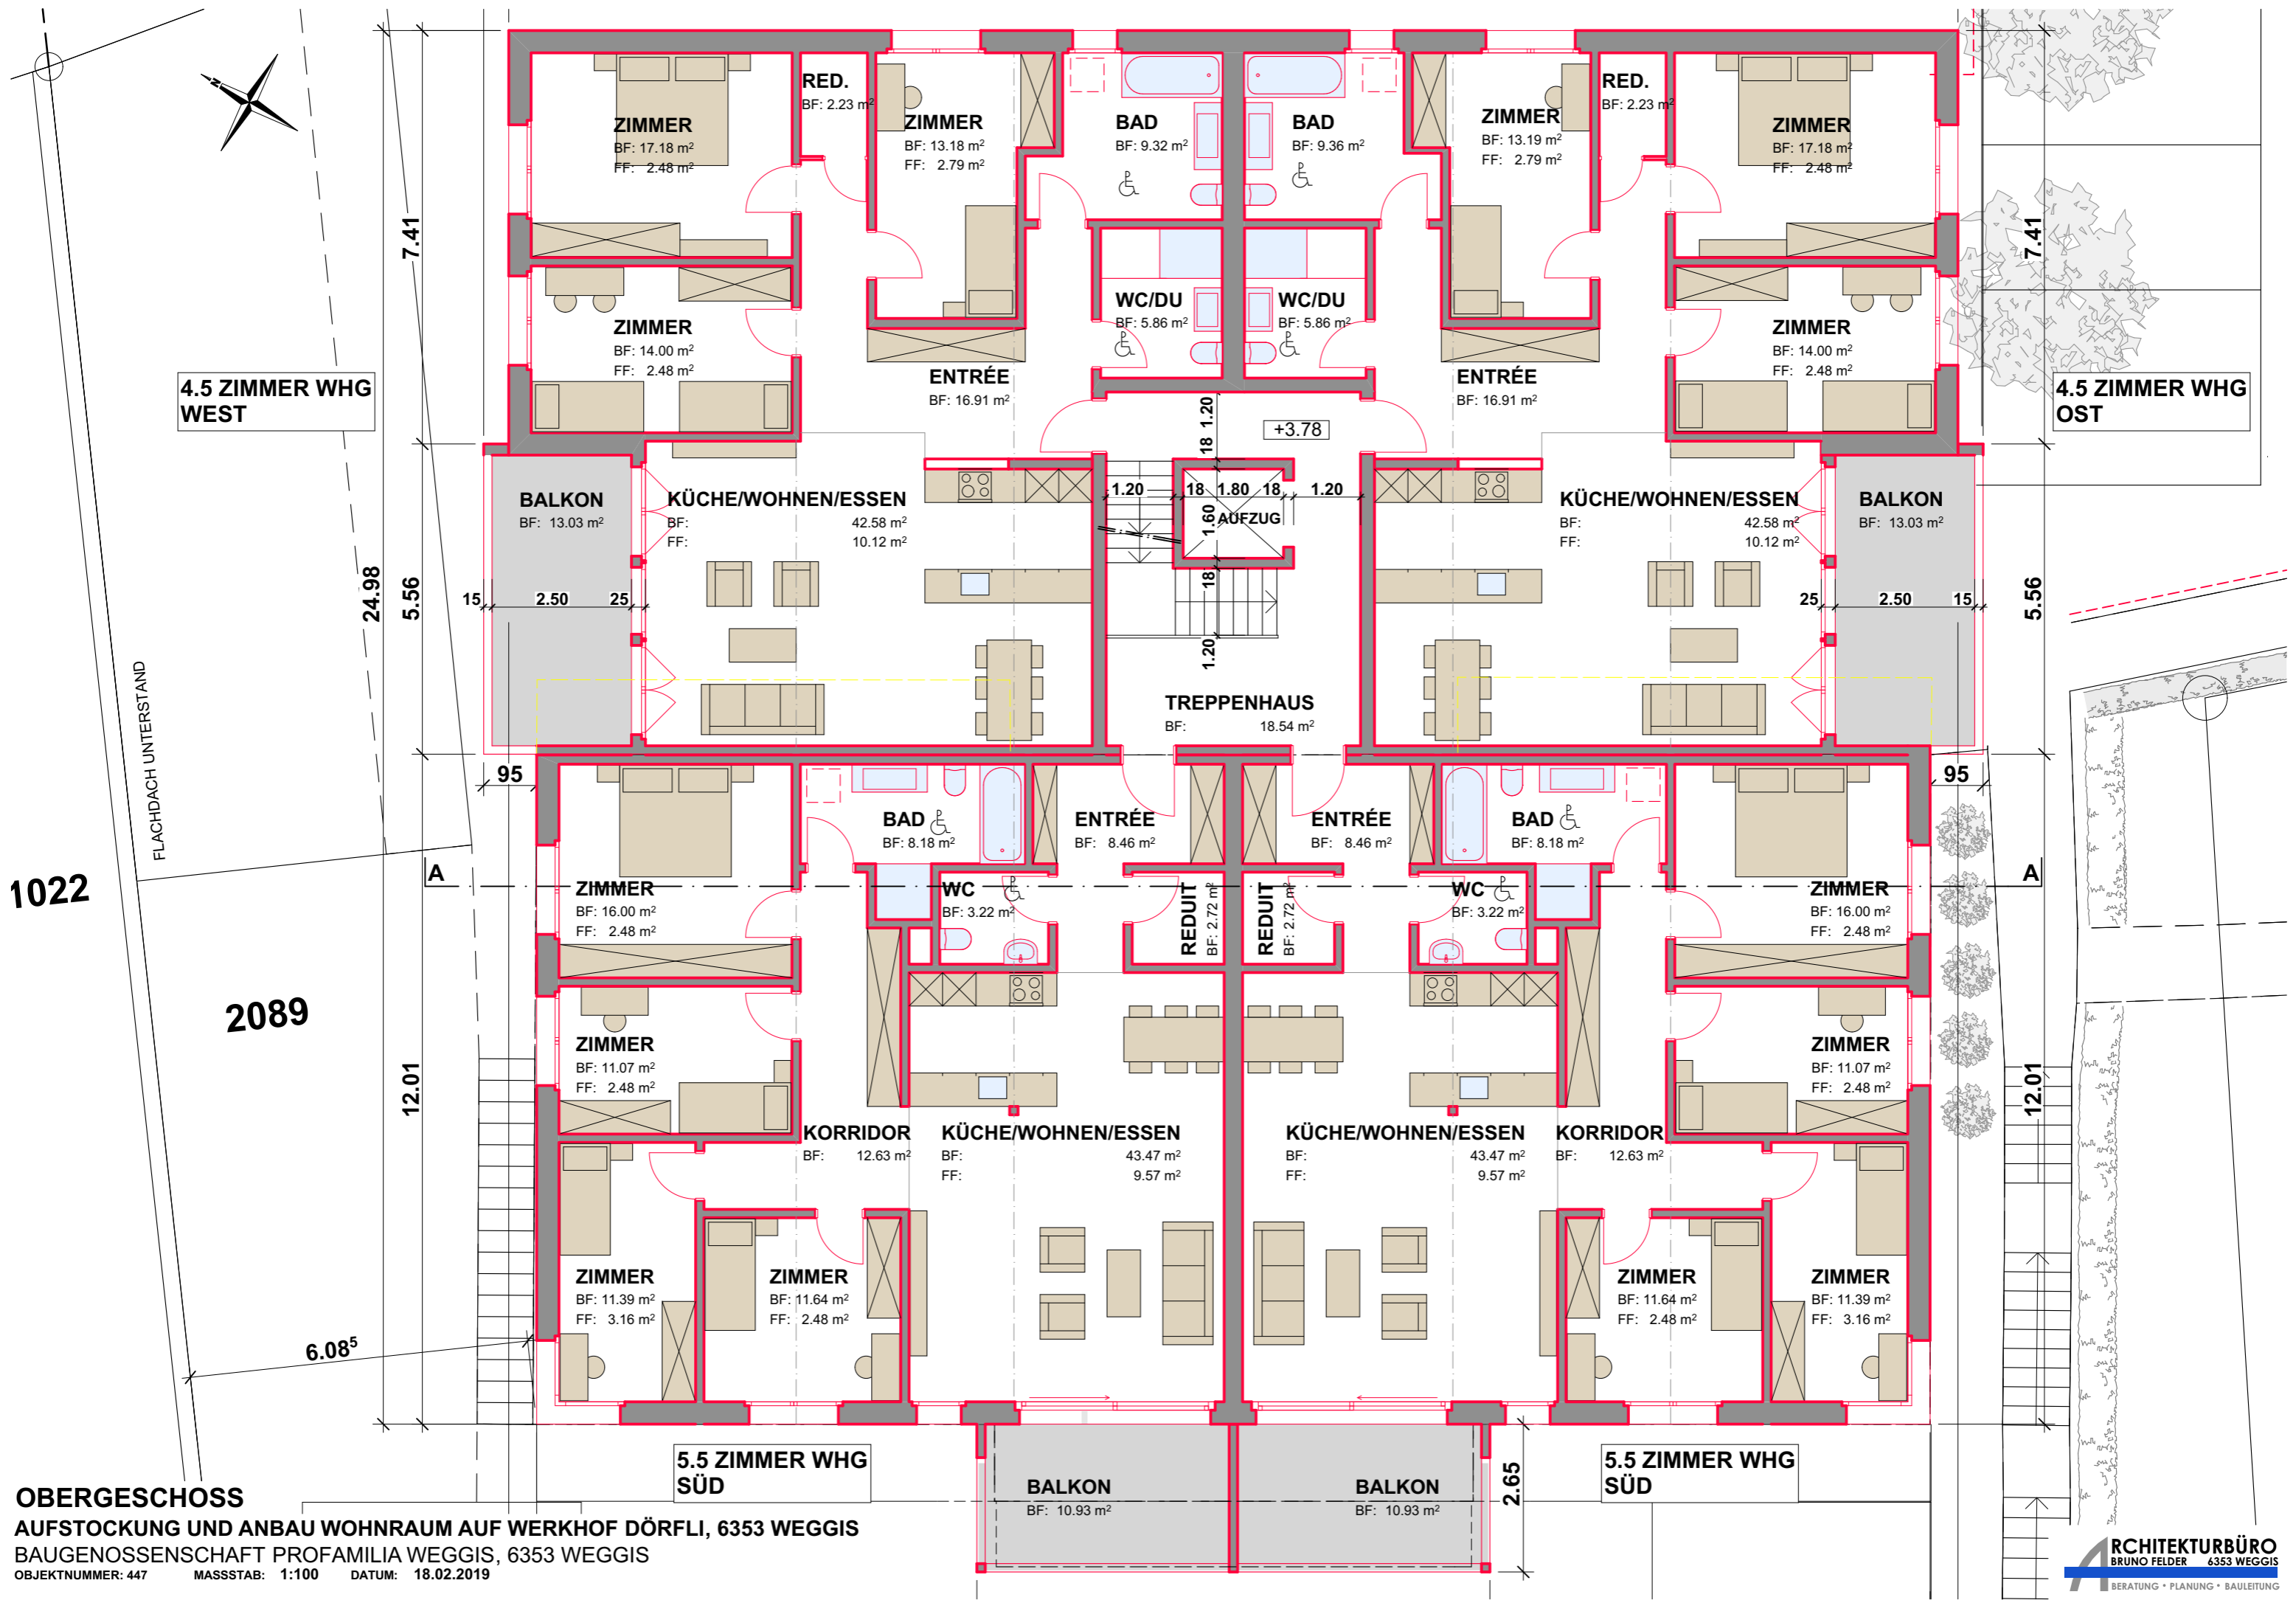 N
RED.
BF: 2.23 m²
ZIMMER
BF: 17.18 m²
FF: 2.48 m²
ZIMMER
BF: 13.18 m²
FF: 2.79 m²
BAD
BF: 9.32 m²
BAD
BF: 9.36 m²
ZIMMER
BF: 13.19 m²
FF: 2.79 m²
RED.
BF: 2.23 m²
ZIMMER
BF: 17.18 m²
FF: 2.48 m²
7.41
7.41
WC/DU
BF: 5.86 m²
WC/DU
BF: 5.86 m²
ZIMMER
BF: 14.00 m²
FF: 2.48 m²
ZIMMER
BF: 14.00 m²
FF: 2.48 m²
4.5 ZIMMER WHG
WEST
4.5 ZIMMER WHG
OST
ENTRÉE
BF: 16.91 m²
ENTRÉE
BF: 16.91 m²
1.20
18
+3.78
BALKON
BF: 13.03 m²
KÜCHE/WOHNEN/ESSEN
BF: 42.58 m²
FF: 10.12 m²
1.20
18
1.80
18
1.20
1.60
AUFZUG
18
1.20
KÜCHE/WOHNEN/ESSEN
BF: 42.58 m²
FF: 10.12 m²
BALKON
BF: 13.03 m²
24.98
5.56
5.56
15
2.50
25
25
2.50
15
TREPPENHAUS
BF: 18.54 m²
FLACHDACH UNTERSTAND
95
95
BAD
BF: 8.18 m²
ENTRÉE
BF: 8.46 m²
ENTRÉE
BF: 8.46 m²
BAD
BF: 8.18 m²
A
A
1022
2089
ZIMMER
BF: 16.00 m²
FF: 2.48 m²
WC
BF: 3.22 m²
REDUIT
BF: 2.72 m²
REDUIT
BF: 2.72 m²
WC
BF: 3.22 m²
ZIMMER
BF: 16.00 m²
FF: 2.48 m²
ZIMMER
BF: 11.07 m²
FF: 2.48 m²
ZIMMER
BF: 11.07 m²
FF: 2.48 m²
12.01
12.01
KORRIDOR
BF: 12.63 m²
KÜCHE/WOHNEN/ESSEN
BF: 43.47 m²
FF: 9.57 m²
KÜCHE/WOHNEN/ESSEN
BF: 43.47 m²
FF: 9.57 m²
KORRIDOR
BF: 12.63 m²
ZIMMER
BF: 11.39 m²
FF: 3.16 m²
ZIMMER
BF: 11.64 m²
FF: 2.48 m²
ZIMMER
BF: 11.64 m²
FF: 2.48 m²
ZIMMER
BF: 11.39 m²
FF: 3.16 m²
6.08⁵
5.5 ZIMMER WHG
SÜD
5.5 ZIMMER WHG
SÜD
BALKON
BF: 10.93 m²
BALKON
BF: 10.93 m²
2.65
OBERGESCHOSS
AUFSTOCKUNG UND ANBAU WOHNRAUM AUF WERKHOF DÖRFLI, 6353 WEGGIS
BAUGENOSSENSCHAFT PROFAMILIA WEGGIS, 6353 WEGGIS
OBJEKTNUMMER: 447 MASSSTAB: 1:100 DATUM: 18.02.2019
ARCHITEKTURBÜRO
BRUNO FELDER 6353 WEGGIS
BERATUNG • PLANUNG • BAULEITUNG